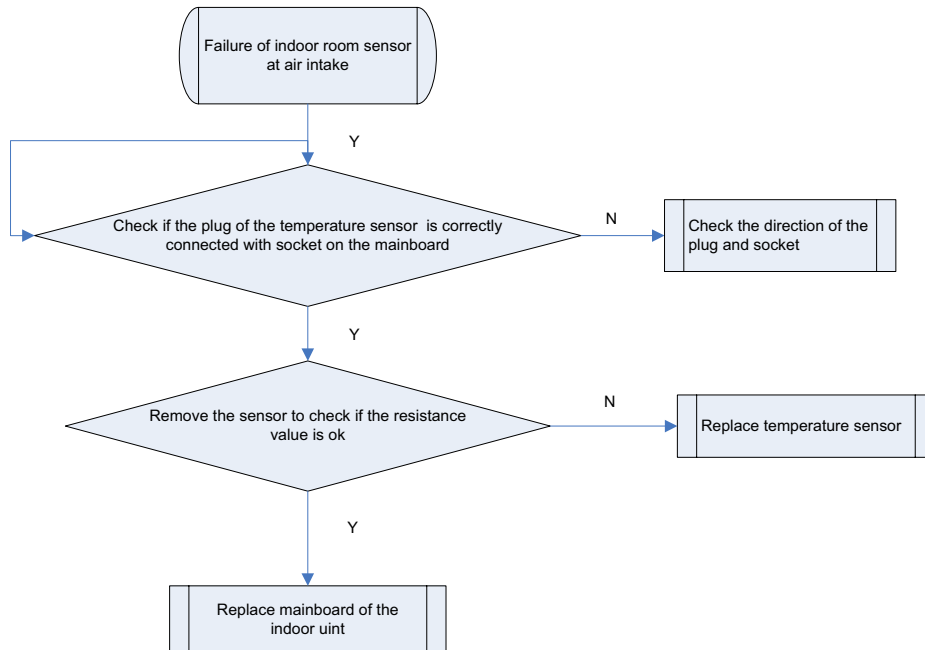 Failure of indoor room sensor
at air intake
Y
Check if the plug of the temperature sensor is correctly
connected with socket on the mainboard
N
Check the direction of the
plug and socket
Y
Remove the sensor to check if the resistance
value is ok
N
Replace temperature sensor
Y
Replace mainboard of the
indoor uint